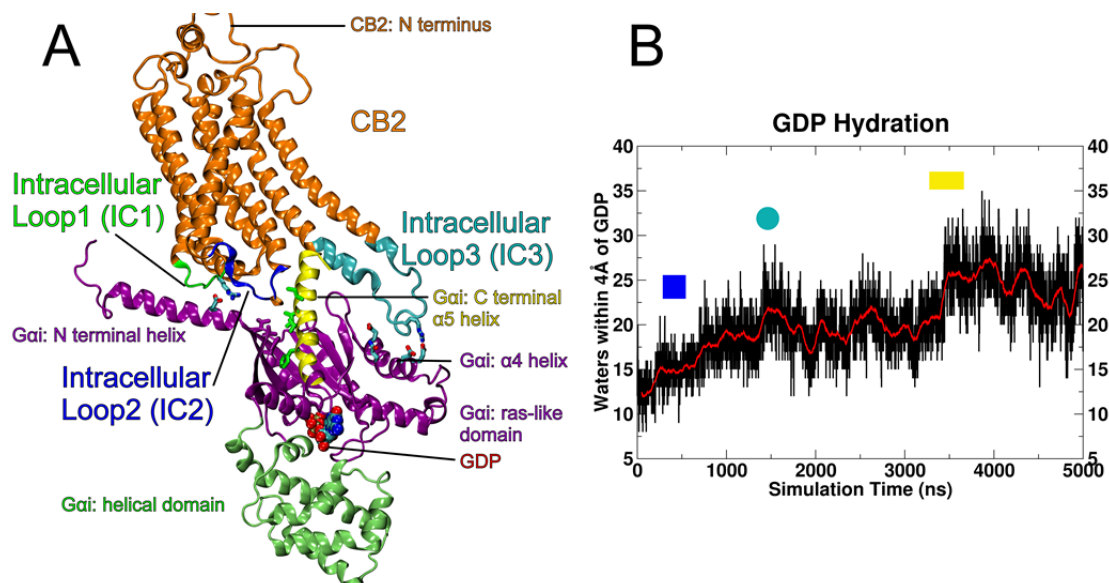 A
CB2: N terminus
CB2
Intracellular
Loop1 (IC1)
Intracellular
Loop3 (IC3)
Gαi: C terminal
α5 helix
Gαi: N terminal helix
Gαi: α4 helix
Intracellular
Loop2 (IC2)
Gαi: ras-like
domain
GDP
Gαi: helical domain
B
GDP Hydration
Waters within 4Å of GDP
40 40
35 35
30 30
25 25
20 20
15 15
10 10
5 5
0 1000 2000 3000 4000 5000
Simulation Time (ns)